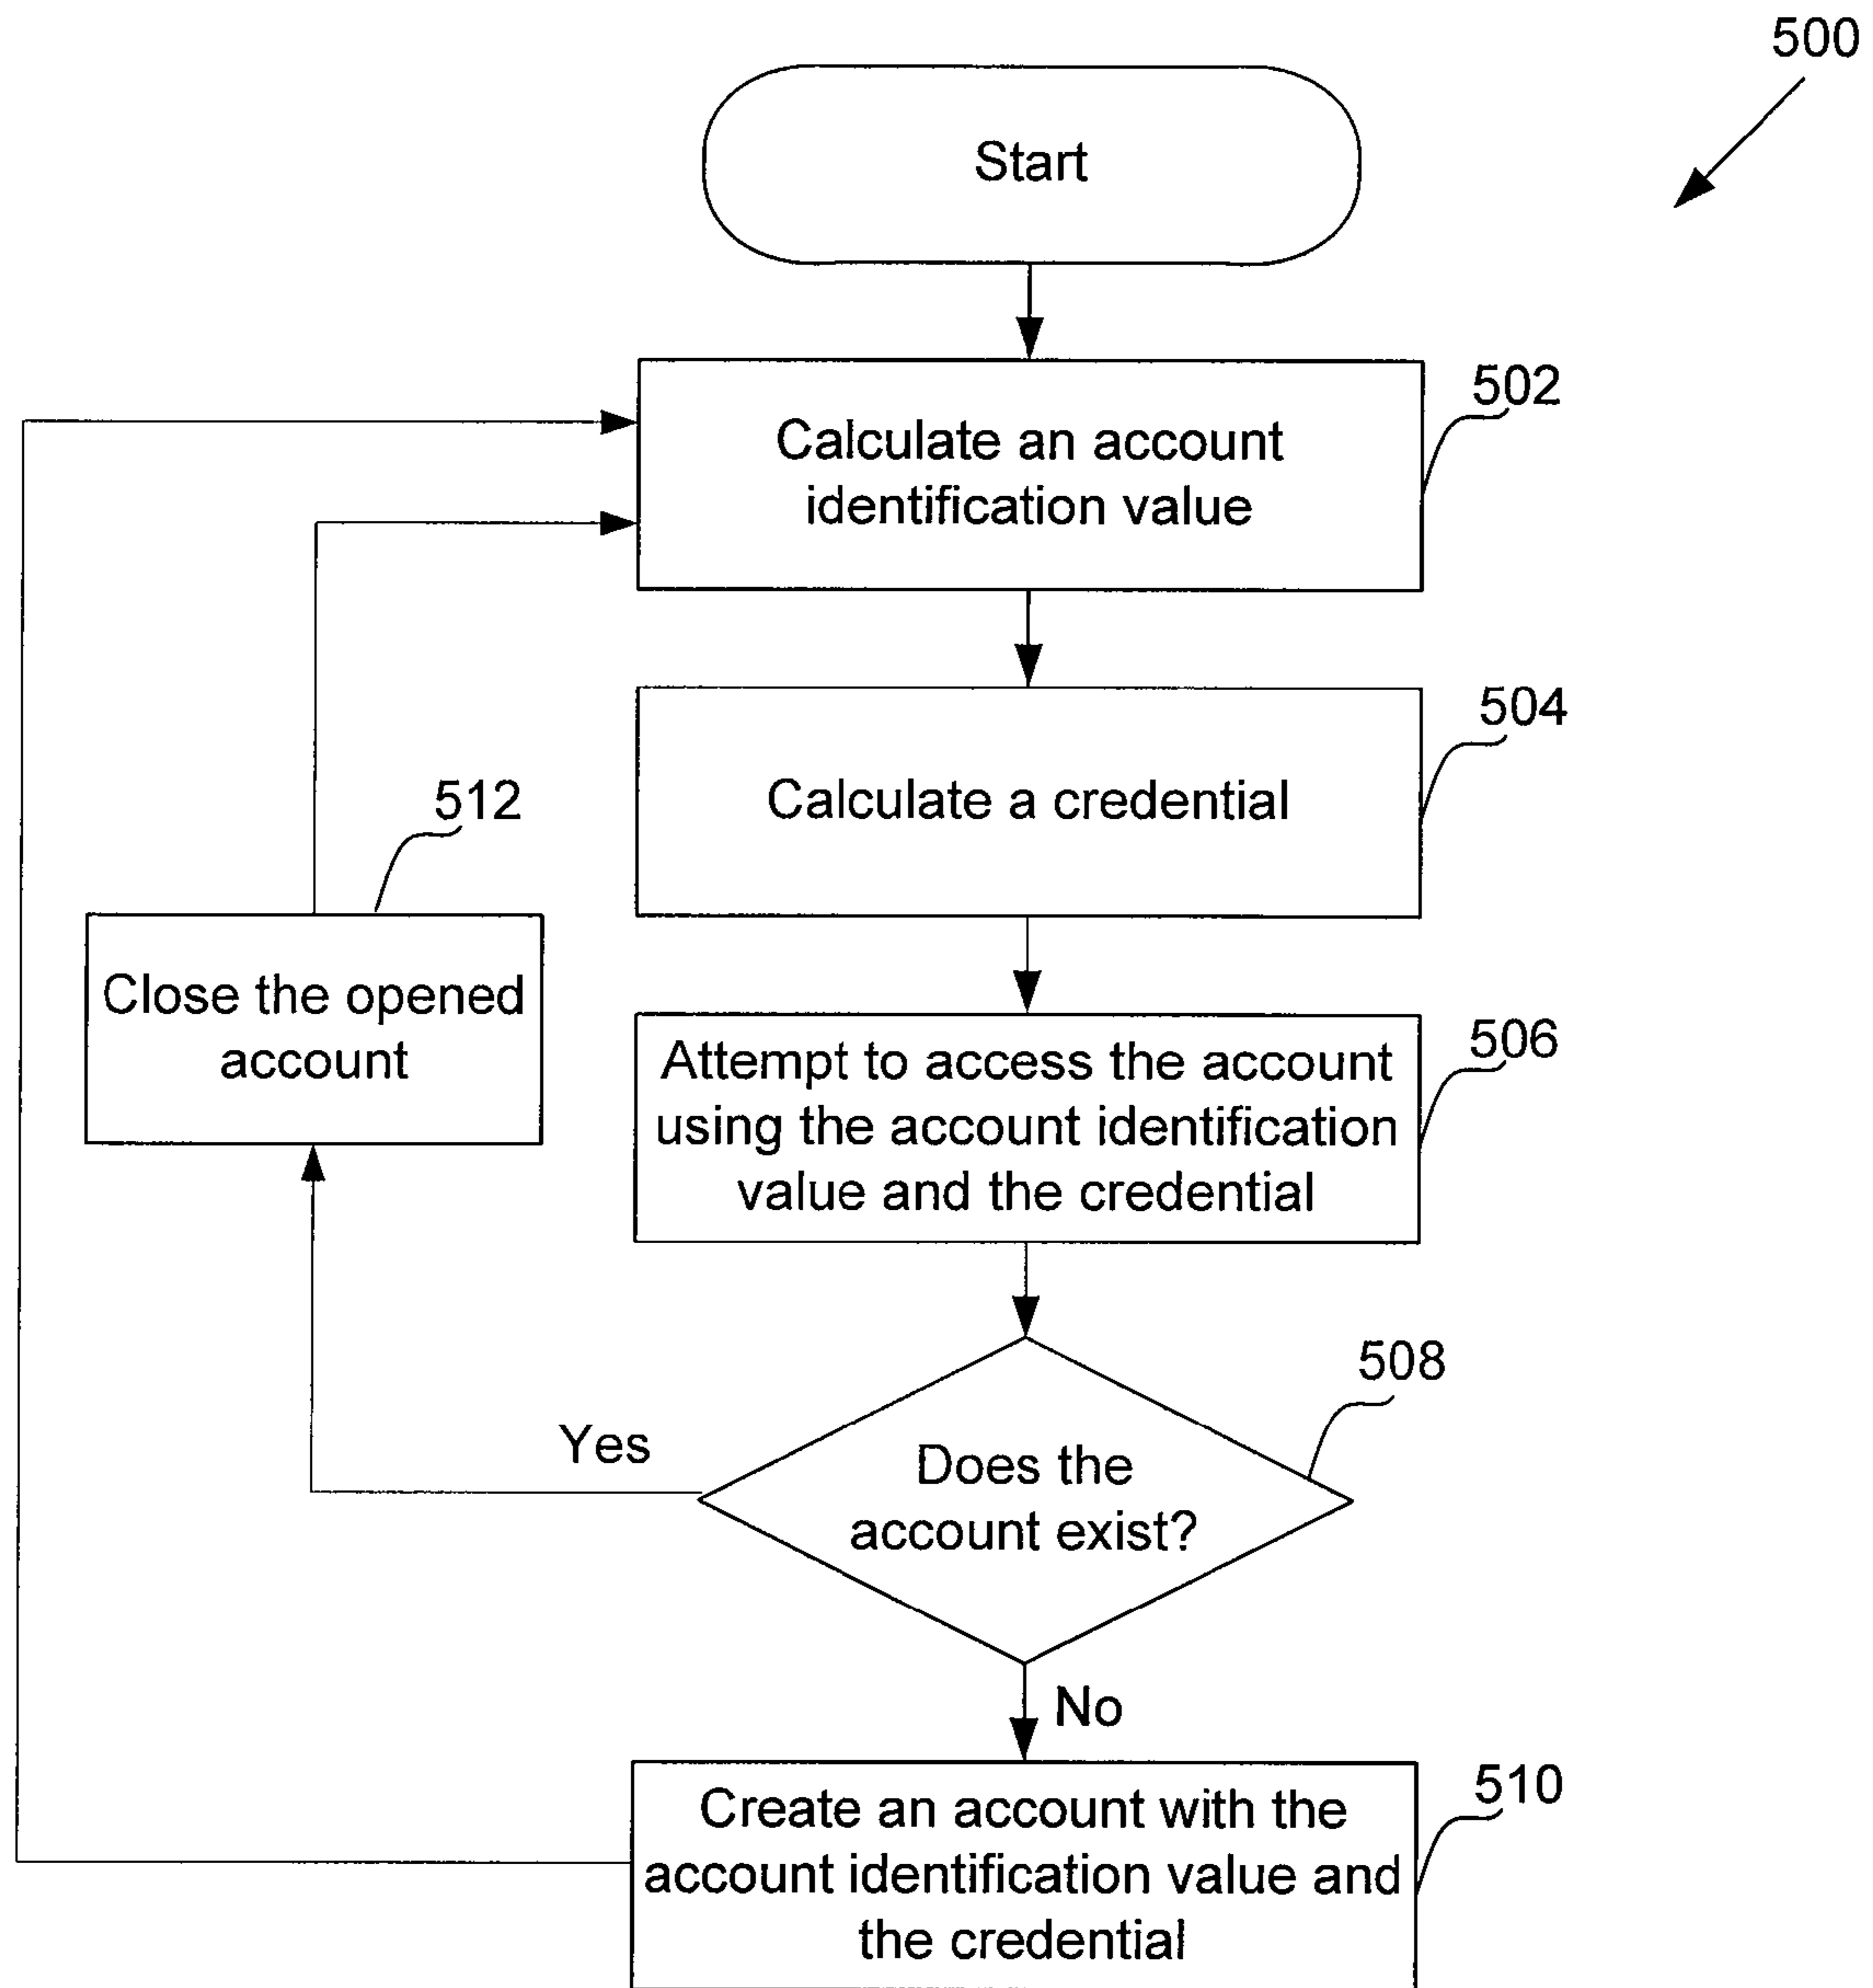 500
Start
502
Calculate an account
identification value
504
Calculate a credential
512
Close the opened
account
506
Attempt to access the account
using the account identification
value and the credential
508
Yes
Does the
account exist?
No
510
Create an account with the
account identification value and
the credential